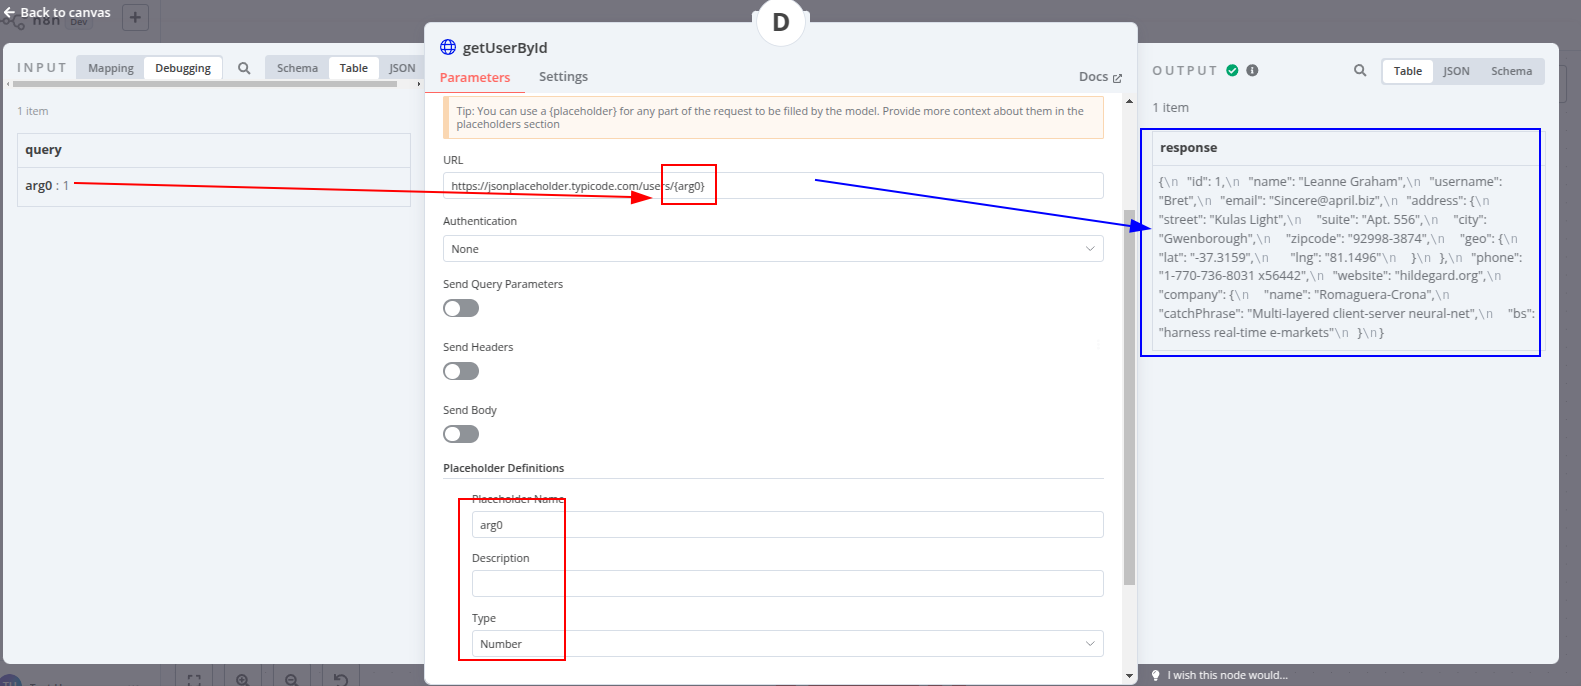 Back to canvas
n8n Dev
INPUT Mapping Debugging Schema Table JSON
1 item
query
arg0 : 1
D
getUserById
Parameters Settings Docs
Tip: You can use a {placeholder} for any part of the request to be filled by the model. Provide more context about them in the
placeholders section
URL
https://jsonplaceholder.typicode.com/users/{arg0}
Authentication
None
Send Query Parameters
Send Headers
Send Body
Placeholder Definitions
Placeholder Name
arg0
Description
Type
Number
OUTPUT Table JSON Schema
1 item
response
{\n "id": 1,\n "name": "Leanne Graham",\n "username":
"Bret",\n "email": "Sincere@april.biz",\n "address": {\n
"street": "Kulas Light",\n "suite": "Apt. 556",\n "city":
"Gwenborough",\n "zipcode": "92998-3874",\n "geo": {\n
"lat": "-37.3159",\n "lng": "81.1496"\n }\n },\n "phone":
"1-770-736-8031 x56442",\n "website": "hildegard.org",\n
"company": {\n "name": "Romaguera-Crona",\n
"catchPhrase": "Multi-layered client-server neural-net",\n "bs":
"harness real-time e-markets"\n }\n}
I wish this node would...